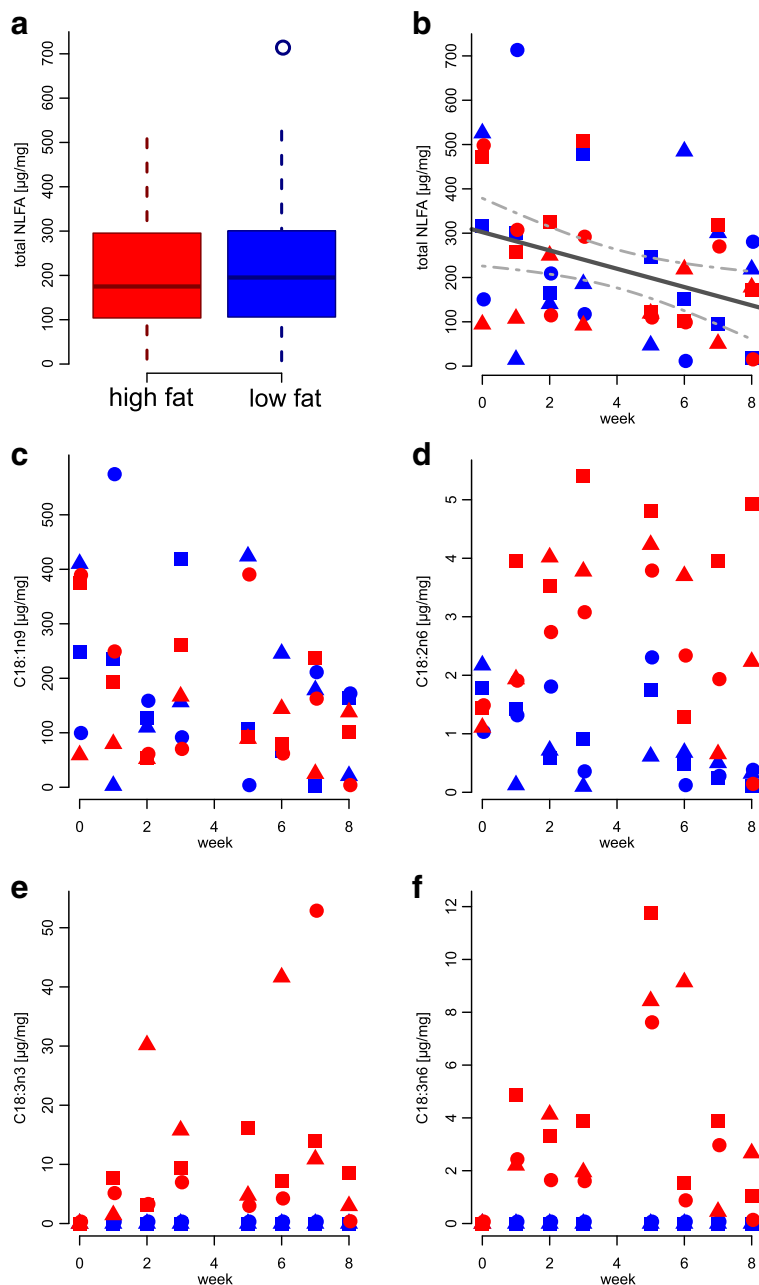 a
total NLFA [µg/mg]
0 100 200 300 400 500 600 700
high fat low fat
b
total NLFA [µg/mg]
0 100 200 300 400 500 600 700
0 2 4 6 8
week
c
C18:1n9 [µg/mg]
0 100 200 300 400 500
0 2 4 6 8
week
d
C18:2n6 [µg/mg]
0 1 2 3 4 5
0 2 4 6 8
week
e
C18:3n3 [µg/mg]
0 10 20 30 40 50
0 2 4 6 8
week
f
C18:3n6 [µg/mg]
0 2 4 6 8 10 12
0 2 4 6 8
week